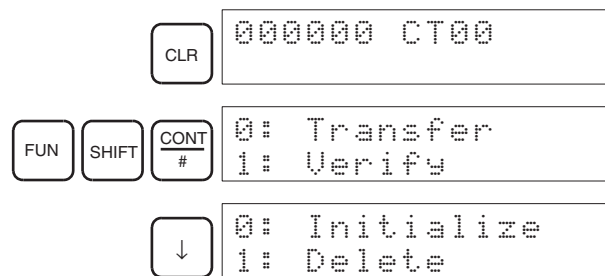 CLR
000000 CT00
FUN SHIFT CONT
#
0: Transfer
1: Verify
↓
0: Initialize
1: Delete